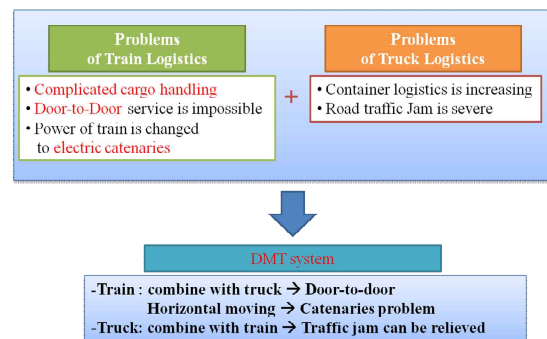 Problems
of Train Logistics
• Complicated cargo handling
• Door-to-Door service is impossible
• Power of train is changed
to electric catenaries
+
Problems
of Truck Logistics
• Container logistics is increasing
• Road traffic Jam is severe
DMT system
-Train : combine with truck → Door-to-door
Horizontal moving → Catenaries problem
-Truck: combine with train → Traffic jam can be relieved